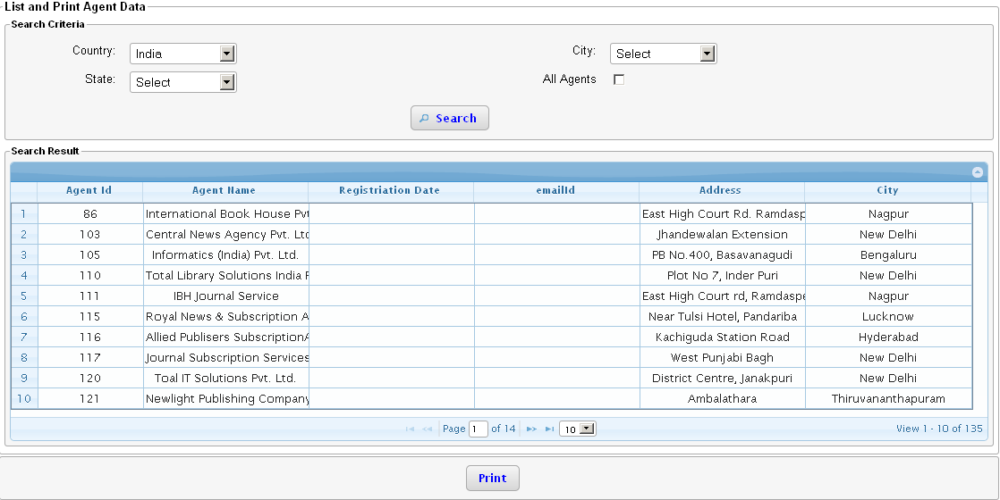 List and Print Agent Data
Search Criteria
Country: India City: Select
State: Select All Agents
Search
Search Result
Agent Id Agent Name Registriation Date emailId Address City
1 86 International Book House Pvt East High Court Rd. Ramdasp Nagpur
2 103 Central News Agency Pvt. Ltd Jhandewalan Extension New Delhi
3 105 Informatics (India) Pvt. Ltd. PB No.400, Basavanagudi Bengaluru
4 110 Total Library Solutions India P Plot No 7, Inder Puri New Delhi
5 111 IBH Journal Service East High Court rd, Ramdaspe Nagpur
6 115 Royal News & Subscription A Near Tulsi Hotel, Pandariba Lucknow
7 116 Allied Publisers SubscriptionA Kachiguda Station Road Hyderabad
8 117 Journal Subscription Services West Punjabi Bagh New Delhi
9 120 Toal IT Solutions Pvt. Ltd. District Centre, Janakpuri New Delhi
10 121 Newlight Publishing Company Ambalathara Thiruvananthapuram
Page 1 of 14 10 View 1 - 10 of 135
Print